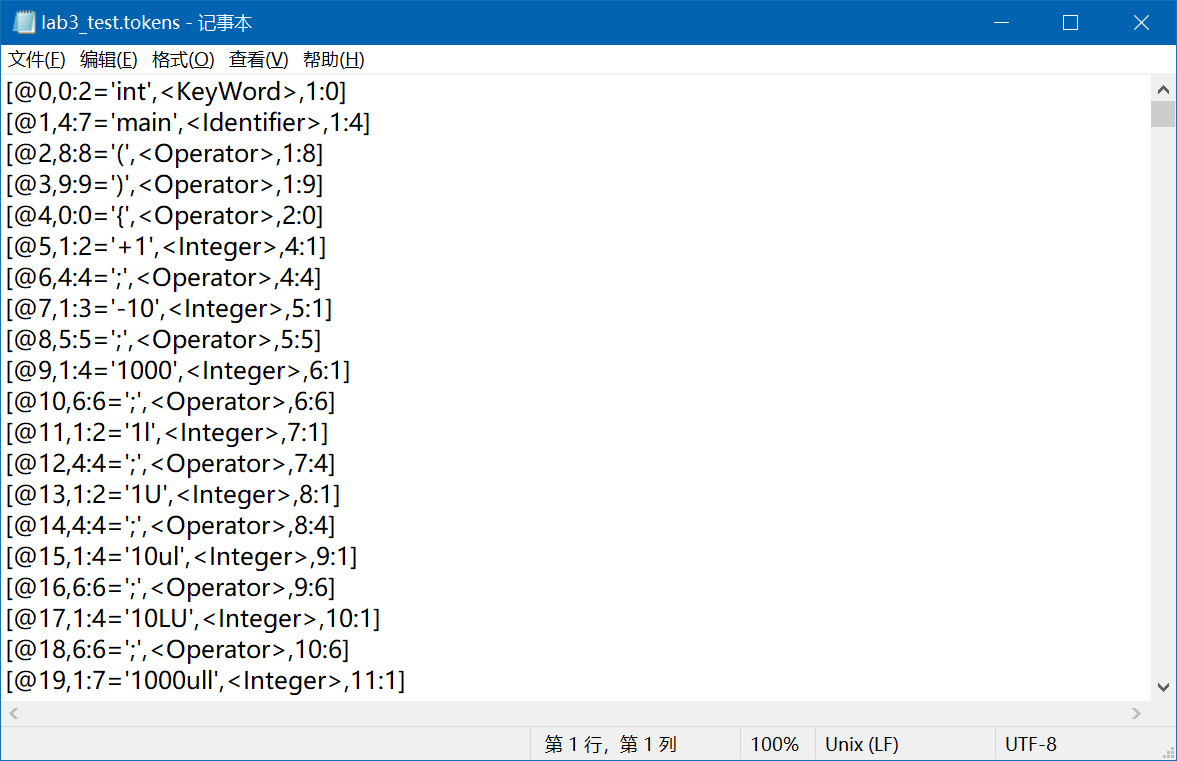 lab3_test.tokens - 记事本
文件(F) 编辑(E) 格式(O) 查看(V) 帮助(H)
[@0,0:2='int',<KeyWord>,1:0]
[@1,4:7='main',<Identifier>,1:4]
[@2,8:8='(',<Operator>,1:8]
[@3,9:9=')',<Operator>,1:9]
[@4,0:0='{',<Operator>,2:0]
[@5,1:2='+1',<Integer>,4:1]
[@6,4:4=';',<Operator>,4:4]
[@7,1:3='-10',<Integer>,5:1]
[@8,5:5=';',<Operator>,5:5]
[@9,1:4='1000',<Integer>,6:1]
[@10,6:6=';',<Operator>,6:6]
[@11,1:2='1l',<Integer>,7:1]
[@12,4:4=';',<Operator>,7:4]
[@13,1:2='1U',<Integer>,8:1]
[@14,4:4=';',<Operator>,8:4]
[@15,1:4='10ul',<Integer>,9:1]
[@16,6:6=';',<Operator>,9:6]
[@17,1:4='10LU',<Integer>,10:1]
[@18,6:6=';',<Operator>,10:6]
[@19,1:7='1000ull',<Integer>,11:1]
第 1 行，第 1 列 100% Unix (LF) UTF-8